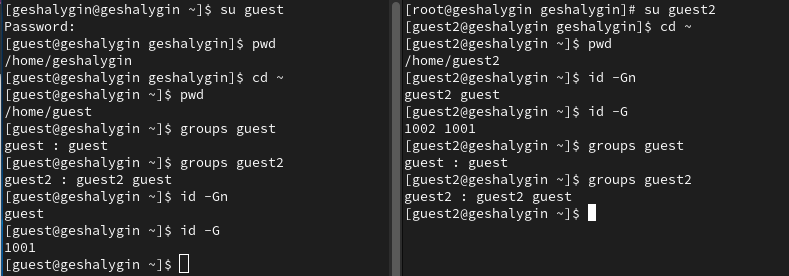 [geshalygin@geshalygin ~]$ su guest
Password:
[guest@geshalygin geshalygin]$ pwd
/home/geshalygin
[guest@geshalygin geshalygin]$ cd ~
[guest@geshalygin ~]$ pwd
/home/guest
[guest@geshalygin ~]$ groups guest
guest : guest
[guest@geshalygin ~]$ groups guest2
guest2 : guest2 guest
[guest@geshalygin ~]$ id -Gn
guest
[guest@geshalygin ~]$ id -G
1001
[guest@geshalygin ~]$
[root@geshalygin geshalygin]# su guest2
[guest2@geshalygin geshalygin]$ cd ~
[guest2@geshalygin ~]$ pwd
/home/guest2
[guest2@geshalygin ~]$ id -Gn
guest2 guest
[guest2@geshalygin ~]$ id -G
1002 1001
[guest2@geshalygin ~]$ groups guest
guest : guest
[guest2@geshalygin ~]$ groups guest2
guest2 : guest2 guest
[guest2@geshalygin ~]$